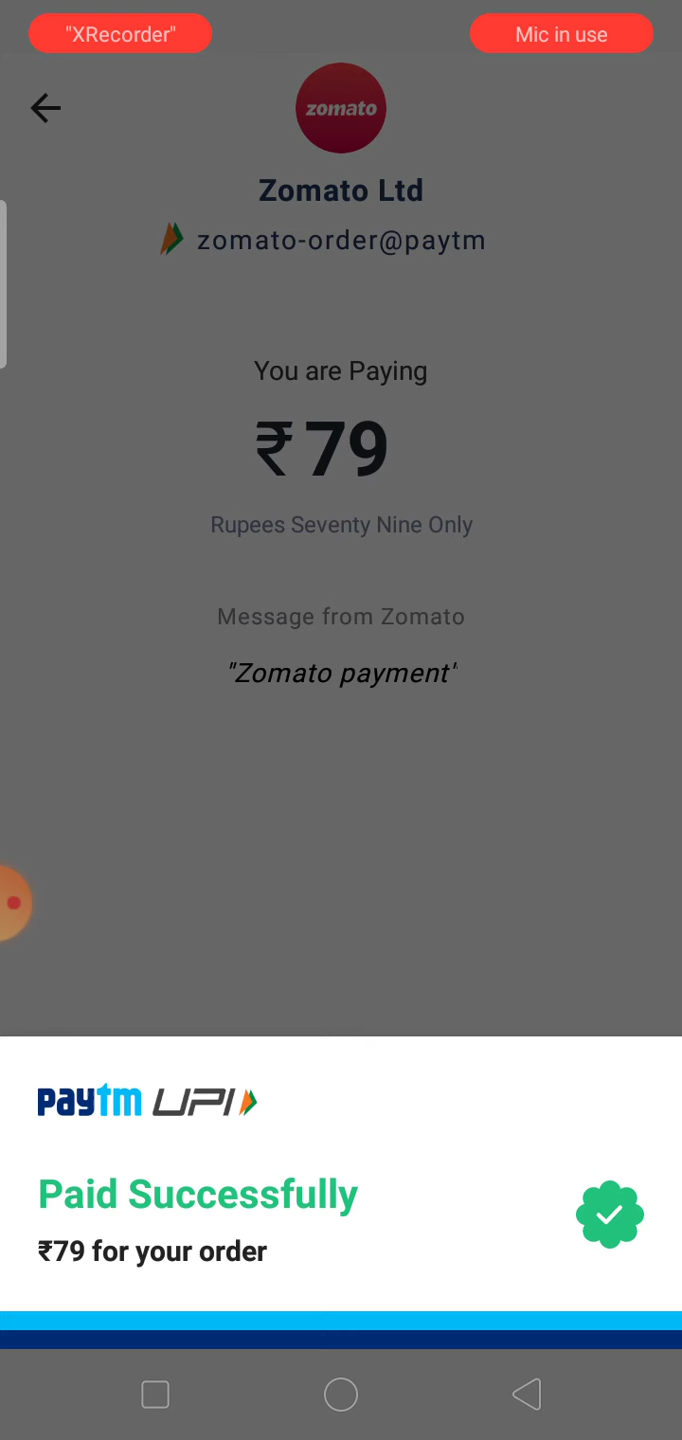 "XRecorder"
Mic in use
zomato
Zomato Ltd
zomato-order@paytm
You are Paying
₹79
Rupees Seventy Nine Only
Message from Zomato
"Zomato payment'
paytm UPI
Paid Successfully
₹79 for your order